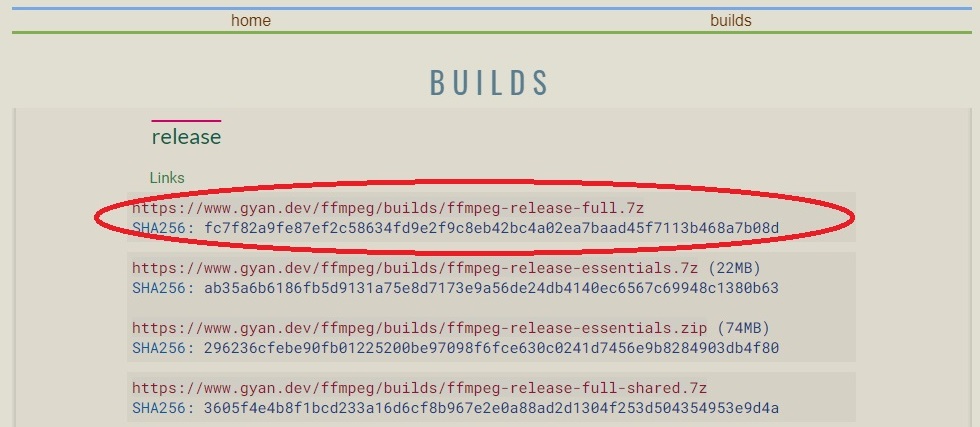 home
builds
BUILDS
release
Links
https://www.gyan.dev/ffmpeg/builds/ffmpeg-release-full.7z
SHA256: fc7f82a9fe87ef2c58634fd9e2f9c8eb42bc4a02ea7baad45f7113b468a7b08d
https://www.gyan.dev/ffmpeg/builds/ffmpeg-release-essentials.7z (22MB)
SHA256: ab35a6b6186fb5d9131a75e8d7173e9a56de24db4140ec6567c69948c1380b63
https://www.gyan.dev/ffmpeg/builds/ffmpeg-release-essentials.zip (74MB)
SHA256: 296236cfebe90fb01225200be97098f6fce630c0241d7456e9b8284903db4f80
https://www.gyan.dev/ffmpeg/builds/ffmpeg-release-full-shared.7z
SHA256: 3605f4e4b8f1bcd233a16d6cf8b967e2e0a88ad2d1304f253d504354953e9d4a